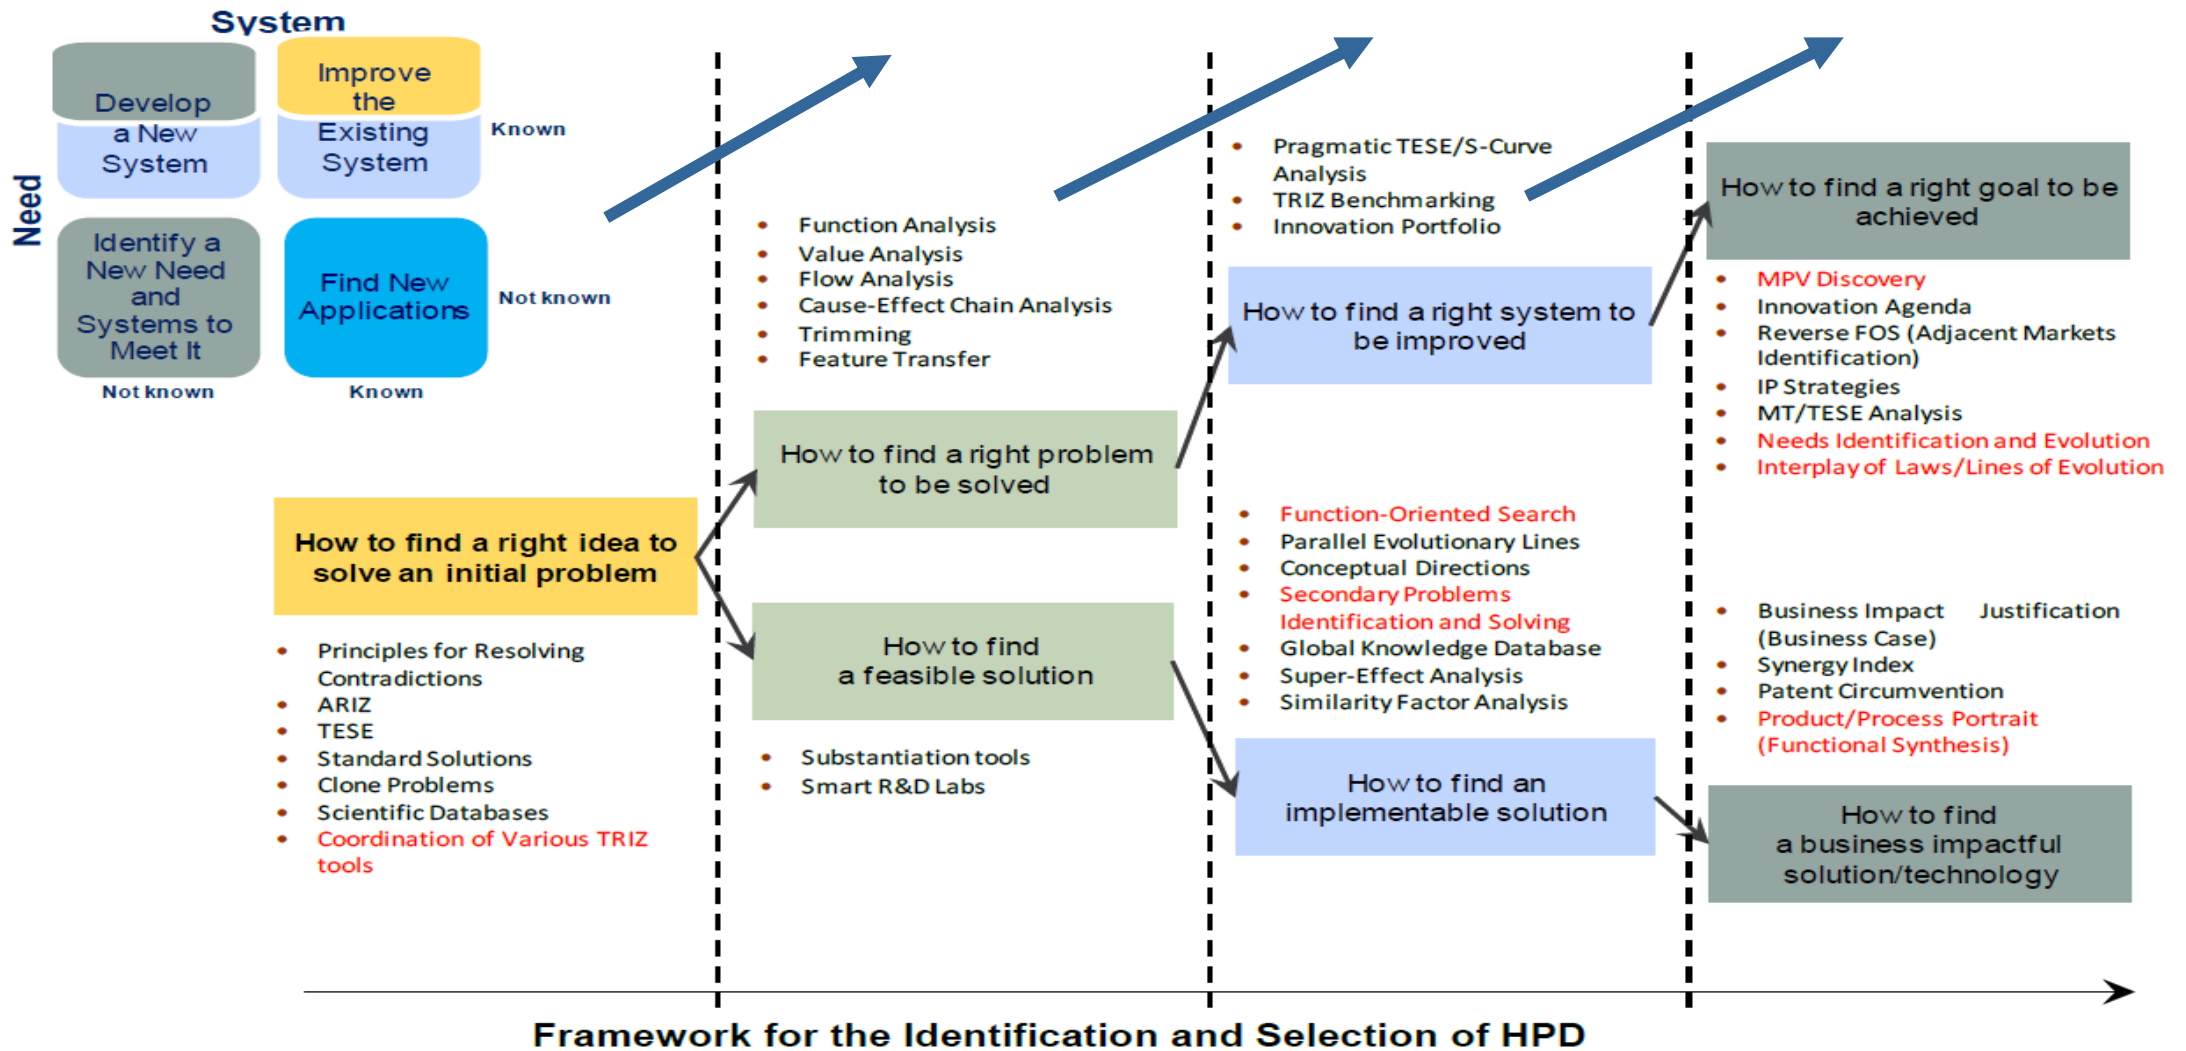 System
Need
Develop
a New
System
Improve
the
Existing
System
Known
Identify a
New Need
and
Systems to
Meet It
Find New
Applications
Not known
Not known
Known
How to find a right idea to
solve an initial problem
• Principles for Resolving
Contradictions
• ARIZ
• TESE
• Standard Solutions
• Clone Problems
• Scientific Databases
• Coordination of Various TRIZ
tools
• Function Analysis
• Value Analysis
• Flow Analysis
• Cause-Effect Chain Analysis
• Trimming
• Feature Transfer
How to find a right problem
to be solved
How to find
a feasible solution
• Substantiation tools
• Smart R&D Labs
• Pragmatic TESE/S-Curve
Analysis
• TRIZ Benchmarking
• Innovation Portfolio
How to find a right system to
be improved
• Function-Oriented Search
• Parallel Evolutionary Lines
• Conceptual Directions
• Secondary Problems
Identification and Solving
• Global Knowledge Database
• Super-Effect Analysis
• Similarity Factor Analysis
How to find an
implementable solution
How to find a right goal to be
achieved
• MPV Discovery
• Innovation Agenda
• Reverse FOS (Adjacent Markets
Identification)
• IP Strategies
• MT/TESE Analysis
• Needs Identification and Evolution
• Interplay of Laws/Lines of Evolution
• Business Impact Justification
(Business Case)
• Synergy Index
• Patent Circumvention
• Product/Process Portrait
(Functional Synthesis)
How to find
a business impactful
solution/technology
Framework for the Identification and Selection of HPD